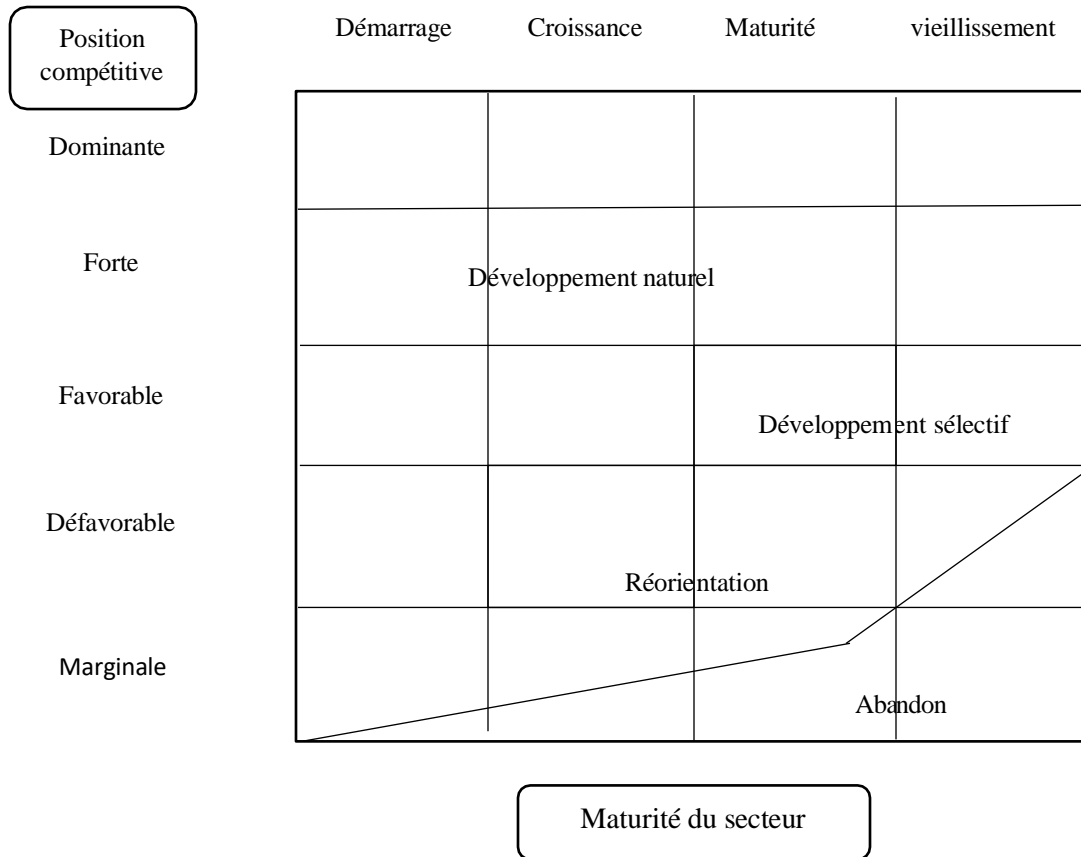 Position
compétitive
Démarrage
Croissance
Maturité
vieillissement
Dominante
Forte
Développement naturel
Favorable
Développement sélectif
Défavorable
Réorientation
Marginale
Abandon
Maturité du secteur